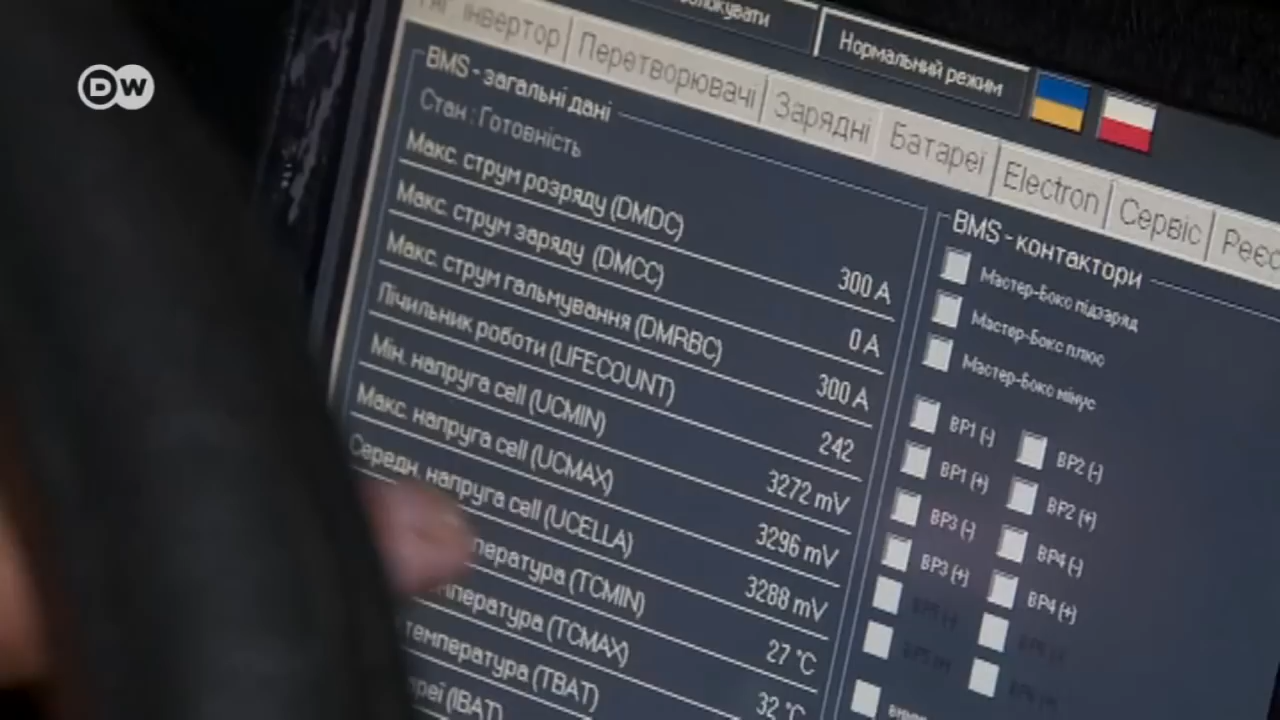 DW
Нормальний режим
інвертор
Перетворювачі
Зарядні
Батареї
Electron
Сервіс
BMS - загальні дані
Стан : Готовність
Макс. струм розряду (DMDC) 300 A
Макс. струм заряду (DMCC) 0 A
Макс. струм гальмування (DMRBC) 300 A
Лічильник роботи (LIFECOUNT) 242
Мін. напруга cell (UCMIN) 3272 mV
Макс. напруга cell (UCMAX) 3296 mV
Середн. напруга cell (UCELLA) 3288 mV
(TCMIN) 27 °C
(TCMAX) 32 °C
температура (TBAT)
(IBAT)
BMS - контактори
Мастер-Бокс підзаряд
Мастер-Бокс плюс
Мастер-Бокс мінус
BP1 (-) BP2 (-)
BP1 (+) BP2 (+)
BP3 (-) BP4 (-)
BP3 (+) BP4 (+)